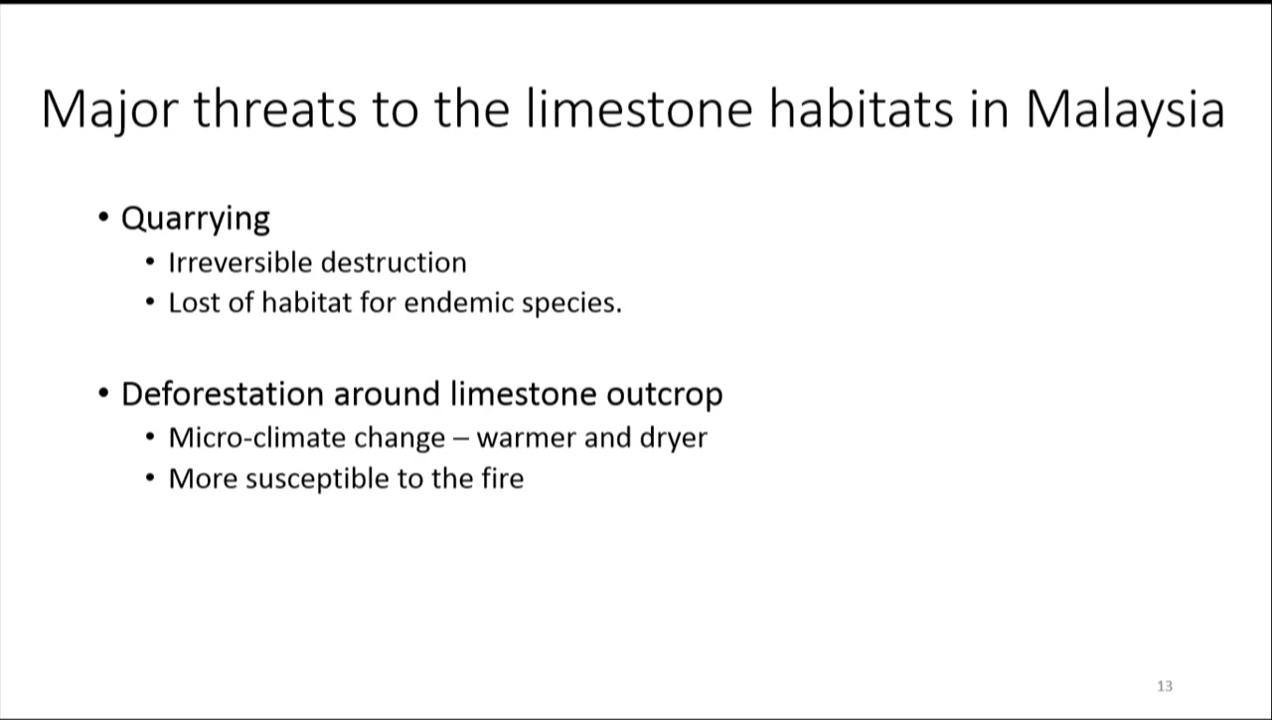 Major threats to the limestone habitats in Malaysia
• Quarrying
• Irreversible destruction
• Lost of habitat for endemic species.
• Deforestation around limestone outcrop
• Micro-climate change – warmer and dryer
• More susceptible to the fire
13